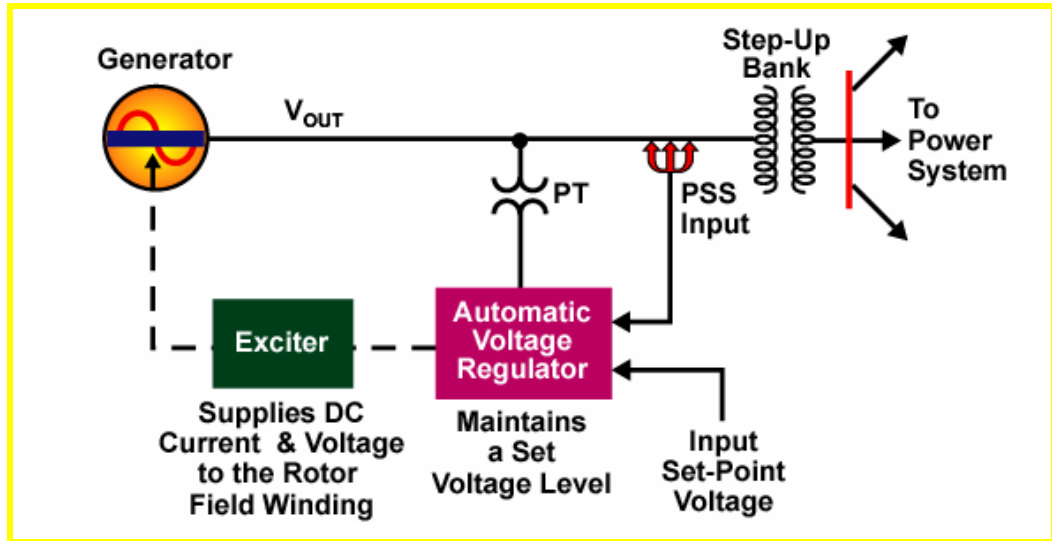 Generator
V_OUT
Step-Up
Bank
To
Power
System
PT
PSS
Input
Automatic
Voltage
Regulator
Exciter
Supplies DC
Current & Voltage
to the Rotor
Field Winding
Maintains
a Set
Voltage Level
Input
Set-Point
Voltage